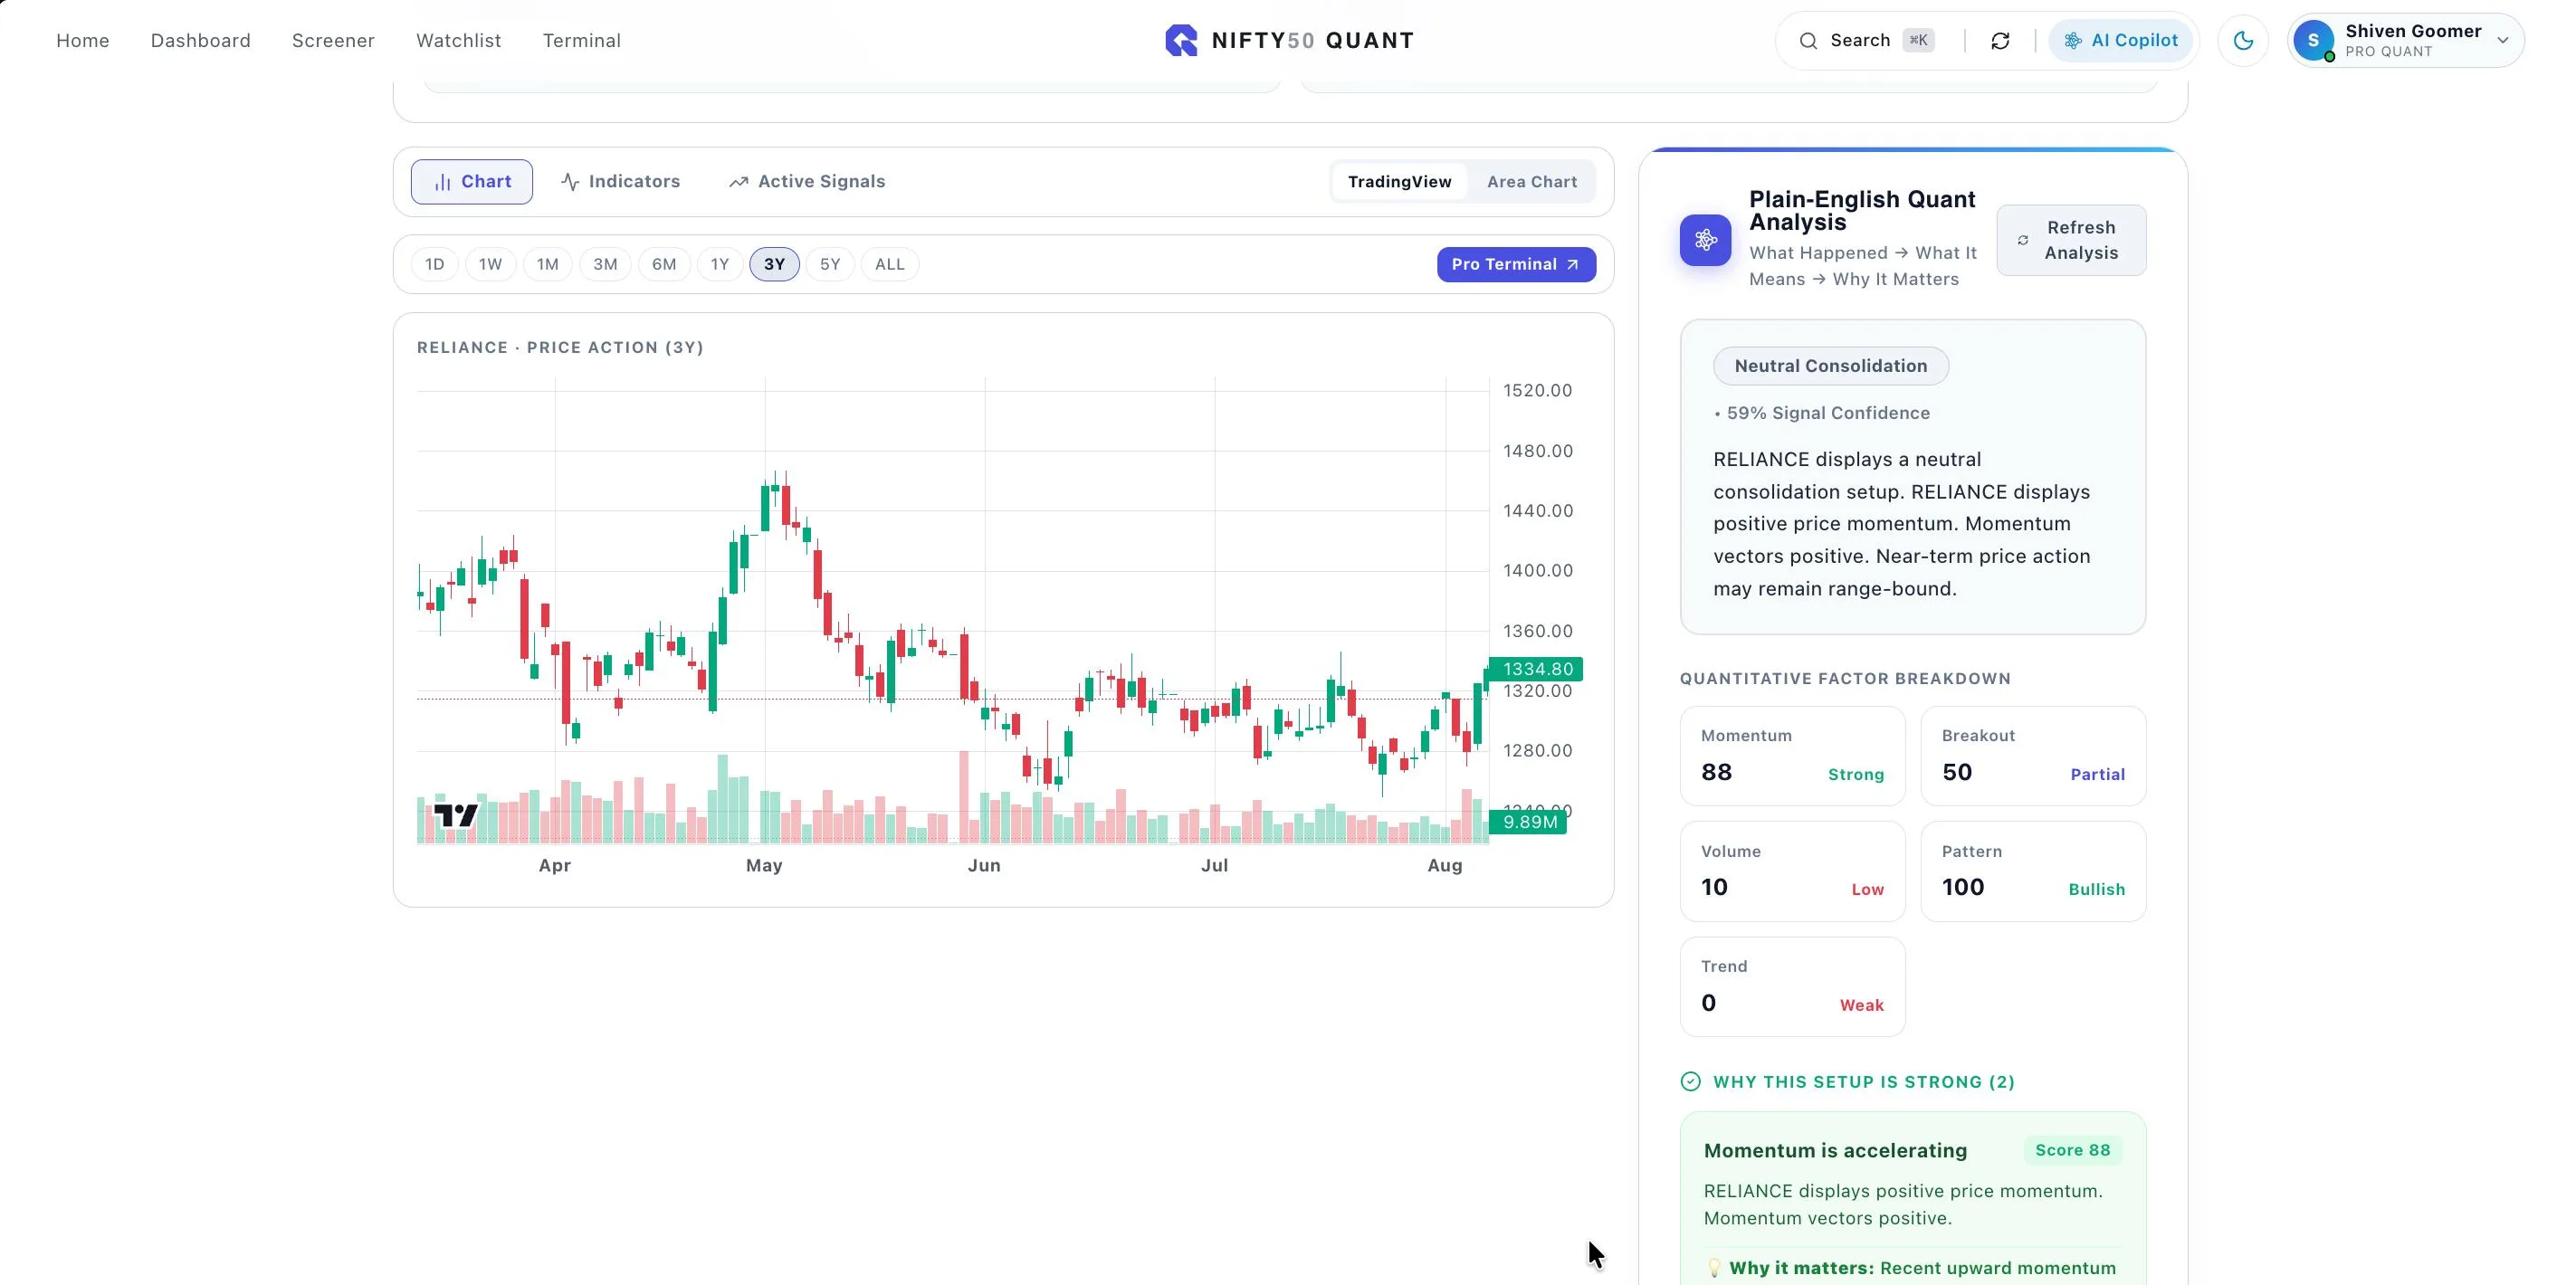 Home Dashboard Screener Watchlist Terminal
NIFTY50 QUANT
Search ⌘K
AI Copilot
S
Shiven Goomer
PRO QUANT
Chart Indicators Active Signals
TradingView Area Chart
1D 1W 1M 3M 6M 1Y 3Y 5Y ALL
Pro Terminal
RELIANCE · PRICE ACTION (3Y)
1520.00
1480.00
1440.00
1400.00
1360.00
1334.80
1320.00
1280.00
1240.00
9.89M
Apr May Jun Jul Aug
Plain-English Quant
Analysis
What Happened → What It
Means → Why It Matters
Refresh
Analysis
Neutral Consolidation
• 59% Signal Confidence
RELIANCE displays a neutral
consolidation setup. RELIANCE displays
positive price momentum. Momentum
vectors positive. Near-term price action
may remain range-bound.
QUANTITATIVE FACTOR BREAKDOWN
Momentum
88 Strong
Breakout
50 Partial
Volume
10 Low
Pattern
100 Bullish
Trend
0 Weak
WHY THIS SETUP IS STRONG (2)
Momentum is accelerating Score 88
RELIANCE displays positive price momentum.
Momentum vectors positive.
Why it matters: Recent upward momentum